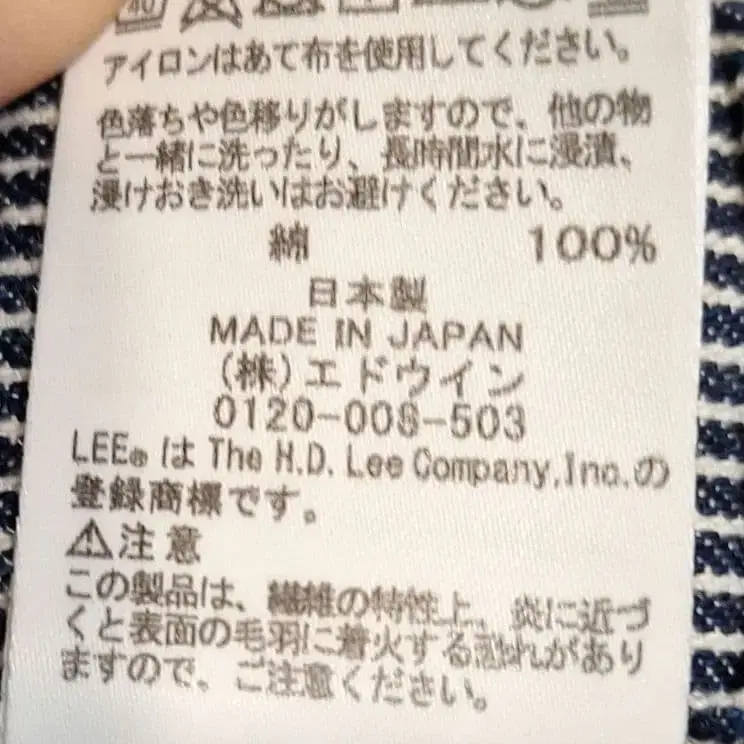 40
アイロンはあて布を使用してください。
色落ちや色移りがしますので、他の物
と一緒に洗ったり、長時間水に浸漬、
浸けおき洗いはお避けください。
綿 100%
日本製
MADE IN JAPAN
(株)エドウイン
0120-008-503
LEE® は The H.D. Lee Company,Inc.の
登録商標です。
⚠注意
この製品は、繊維の特性上、炎に近づ
くと表面の毛羽に着火する恐れがあり
ますので、ご注意ください。